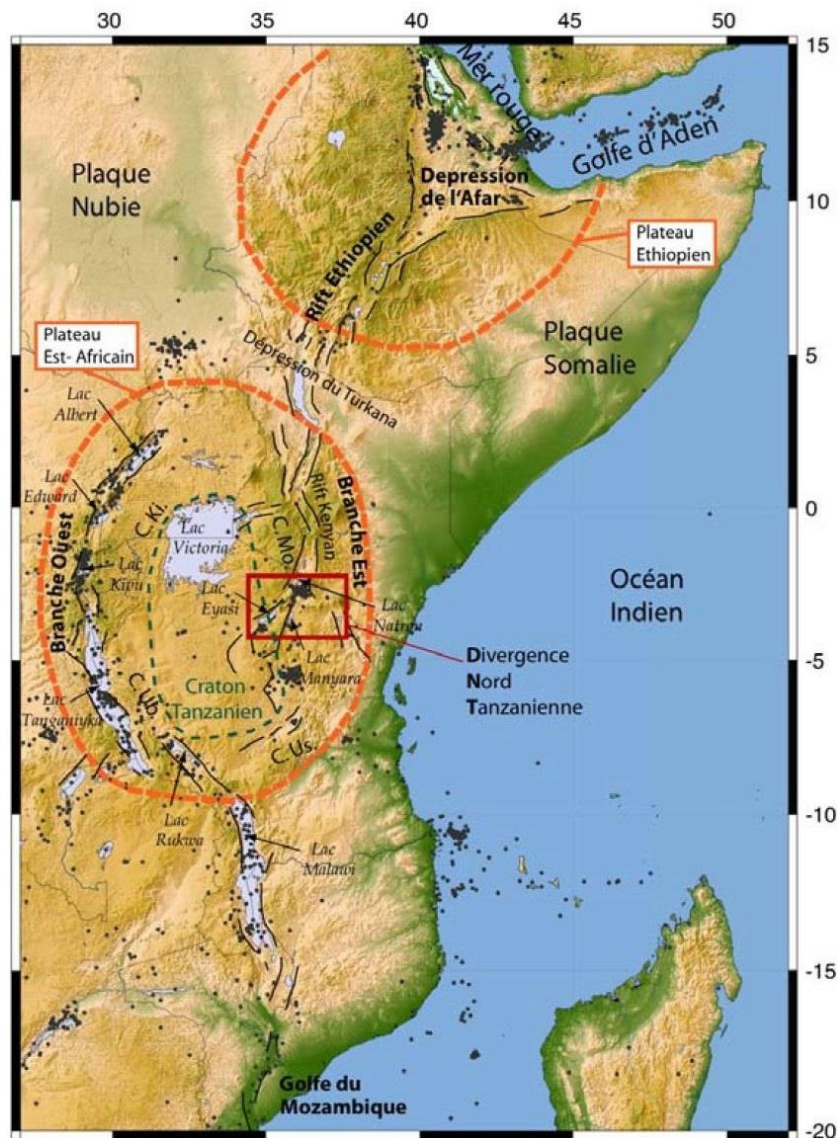 30 35 40 45 50
15
Mer rouge
Golfe d'Aden
Plaque
Nubie
Depression
de l'Afar
10
Plateau
Ethiopien
Rift Ethiopien
Plateau
Est- Africain
Plaque
Somalie
5
Dépression du Turkana
Lac
Albert
Lac
Edward
Branche Ouest
C.Ki.
Lac
Victoria
C.Mo.
Rift Kenyan
Branche Est
0
Lac
Kivu
Lac
Eyasi
Lac
Natron
Océan
Indien
Lac
Manyara
Divergence
Nord
Tanzanienne
-5
Craton
Tanzanien
Lac
Tanganiyka
C.Ub.
C.Us.
Lac
Rukwa
Lac
Malawi
-10
-15
Golfe du
Mozambique
-20